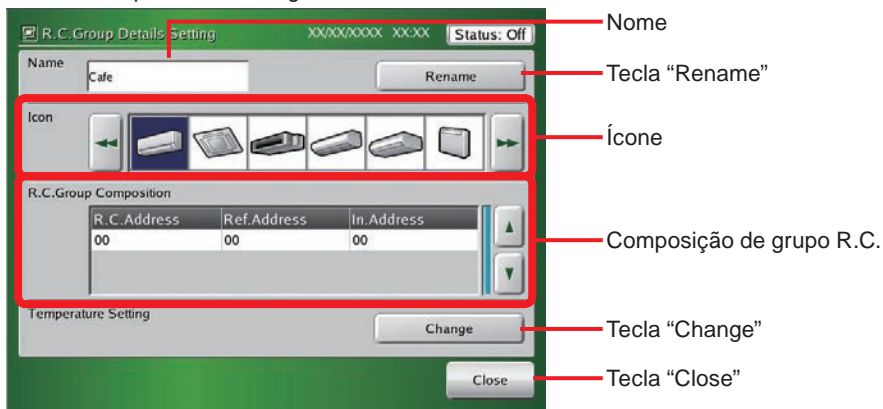 R.C.Group Details Setting XX/XX/XXXX XX:XX Status: Off
Nome
Name
Cafe
Rename
Tecla “Rename”
Icon
Ícone
R.C.Group Composition
R.C.Address Ref.Address In.Address
00 00 00
Composição de grupo R.C.
Temperature Setting
Change
Tecla “Change”
Close
Tecla “Close”